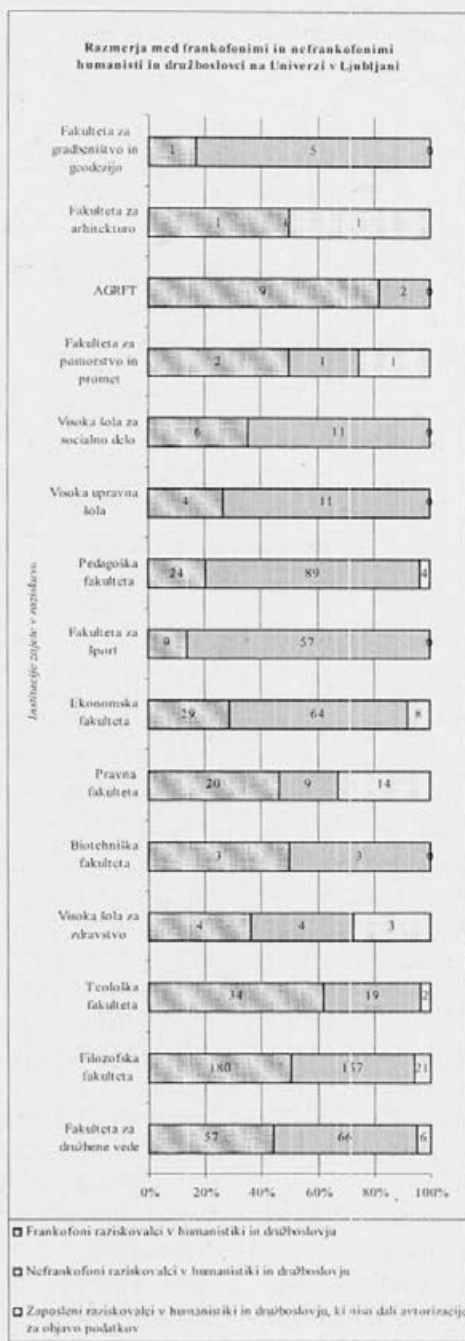 Razmerja med frankofonimi in nefrankofonimi
humanisti in družboslovci na Univerzi v Ljubljani
Fakulteta za
gradbeništvo in
geodezijo
1 5 0
Fakulteta za
arhitekturo
1 1
AGRFT
9 2 0
Fakulteta za
pomorstvo in
promet
2 1 1
Visoka šola za
socialno delo
6 11 0
Visoka upravna
šola
4 11 0
Pedagoška
fakulteta
24 89 4
Fakulteta za
šport
9 57 0
Ekonomska
fakulteta
29 64 8
Pravna
fakulteta
20 9 14
Biotehniška
fakulteta
3 3 0
Visoka šola za
zdravstvo
4 4 3
Teološka
fakulteta
34 19 2
Filozofska
fakulteta
180 157 21
Fakulteta za
družbene vede
57 66 6
Institucije zajete v raziskavo
0% 20% 40% 60% 80% 100%
Frankofoni raziskovalci v humanistiki in družboslovju
Nefrankofoni raziskovalci v humanistiki in družboslovju
Zaposleni raziskovalci v humanistiki in družboslovju, ki niso dali avtorizacije
za objavo podatkov